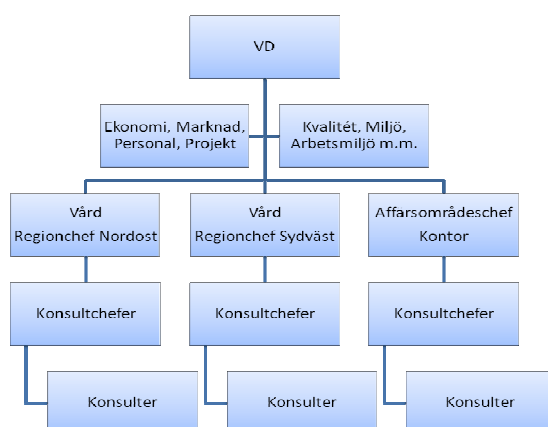 VD
Ekonomi, Marknad,
Personal, Projekt
Kvalitét, Miljö,
Arbetsmiljö m.m.
Vård
Regionchef Nordost
Vård
Regionchef Sydväst
Affarsområdeschef
Kontor
Konsultchefer
Konsultchefer
Konsultchefer
Konsulter
Konsulter
Konsulter